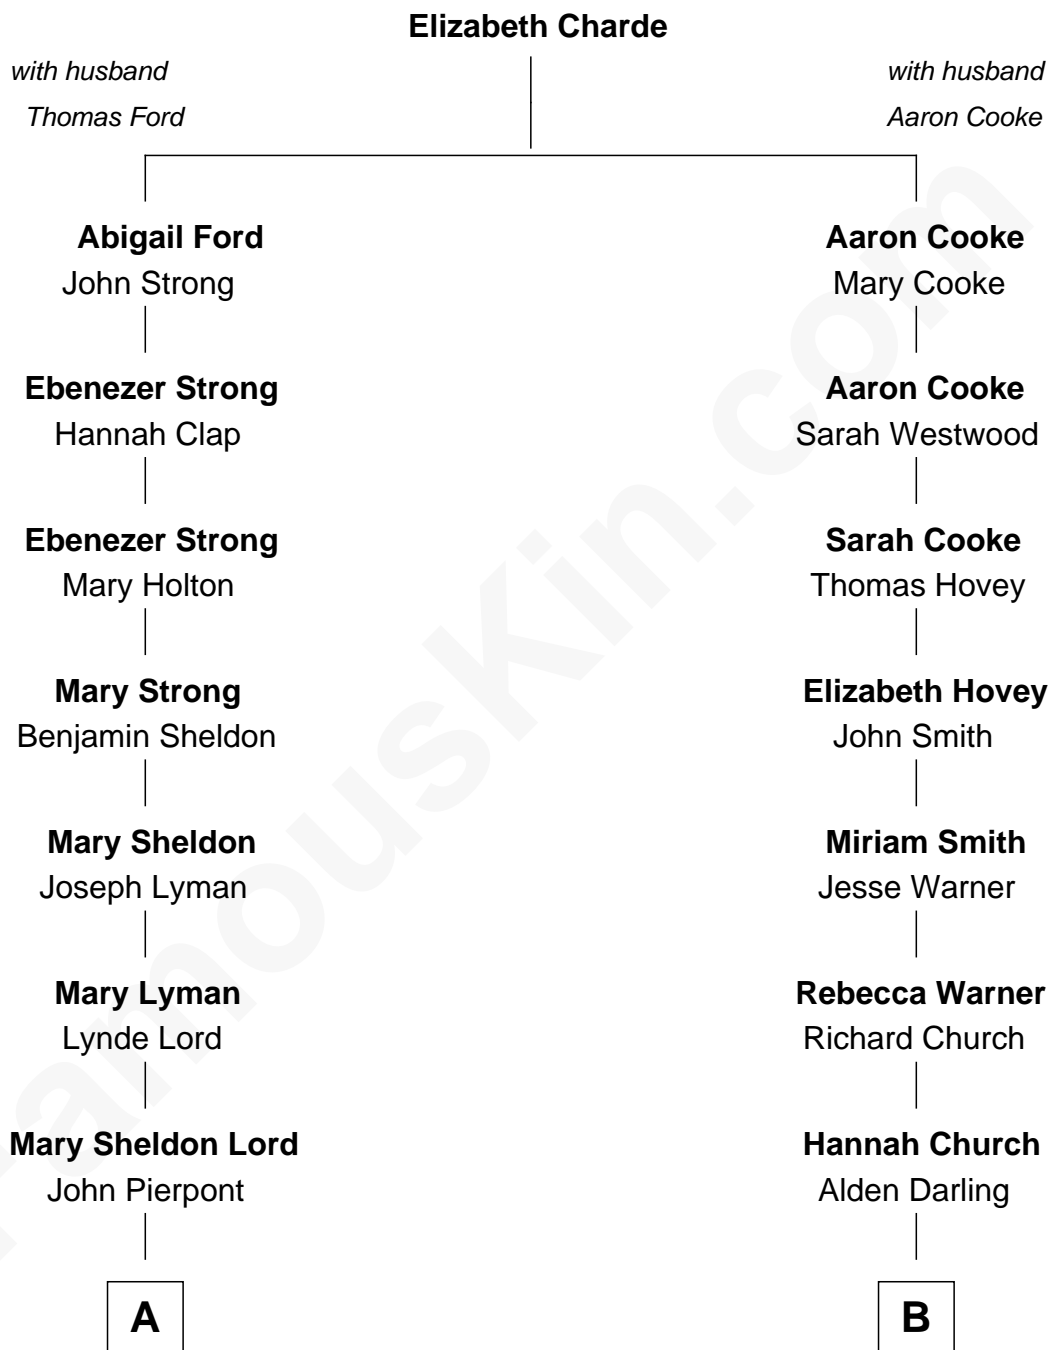 Elizabeth Charde
with husband
Thomas Ford
with husband
Aaron Cooke
Abigail Ford
John Strong
Aaron Cooke
Mary Cooke
Ebenezer Strong
Hannah Clap
Aaron Cooke
Sarah Westwood
Ebenezer Strong
Mary Holton
Sarah Cooke
Thomas Hovey
Mary Strong
Benjamin Sheldon
Elizabeth Hovey
John Smith
Mary Sheldon
Joseph Lyman
Miriam Smith
Jesse Warner
Mary Lyman
Lynde Lord
Rebecca Warner
Richard Church
Mary Sheldon Lord
John Pierpont
Hannah Church
Alden Darling
A
B
FamousKin.com